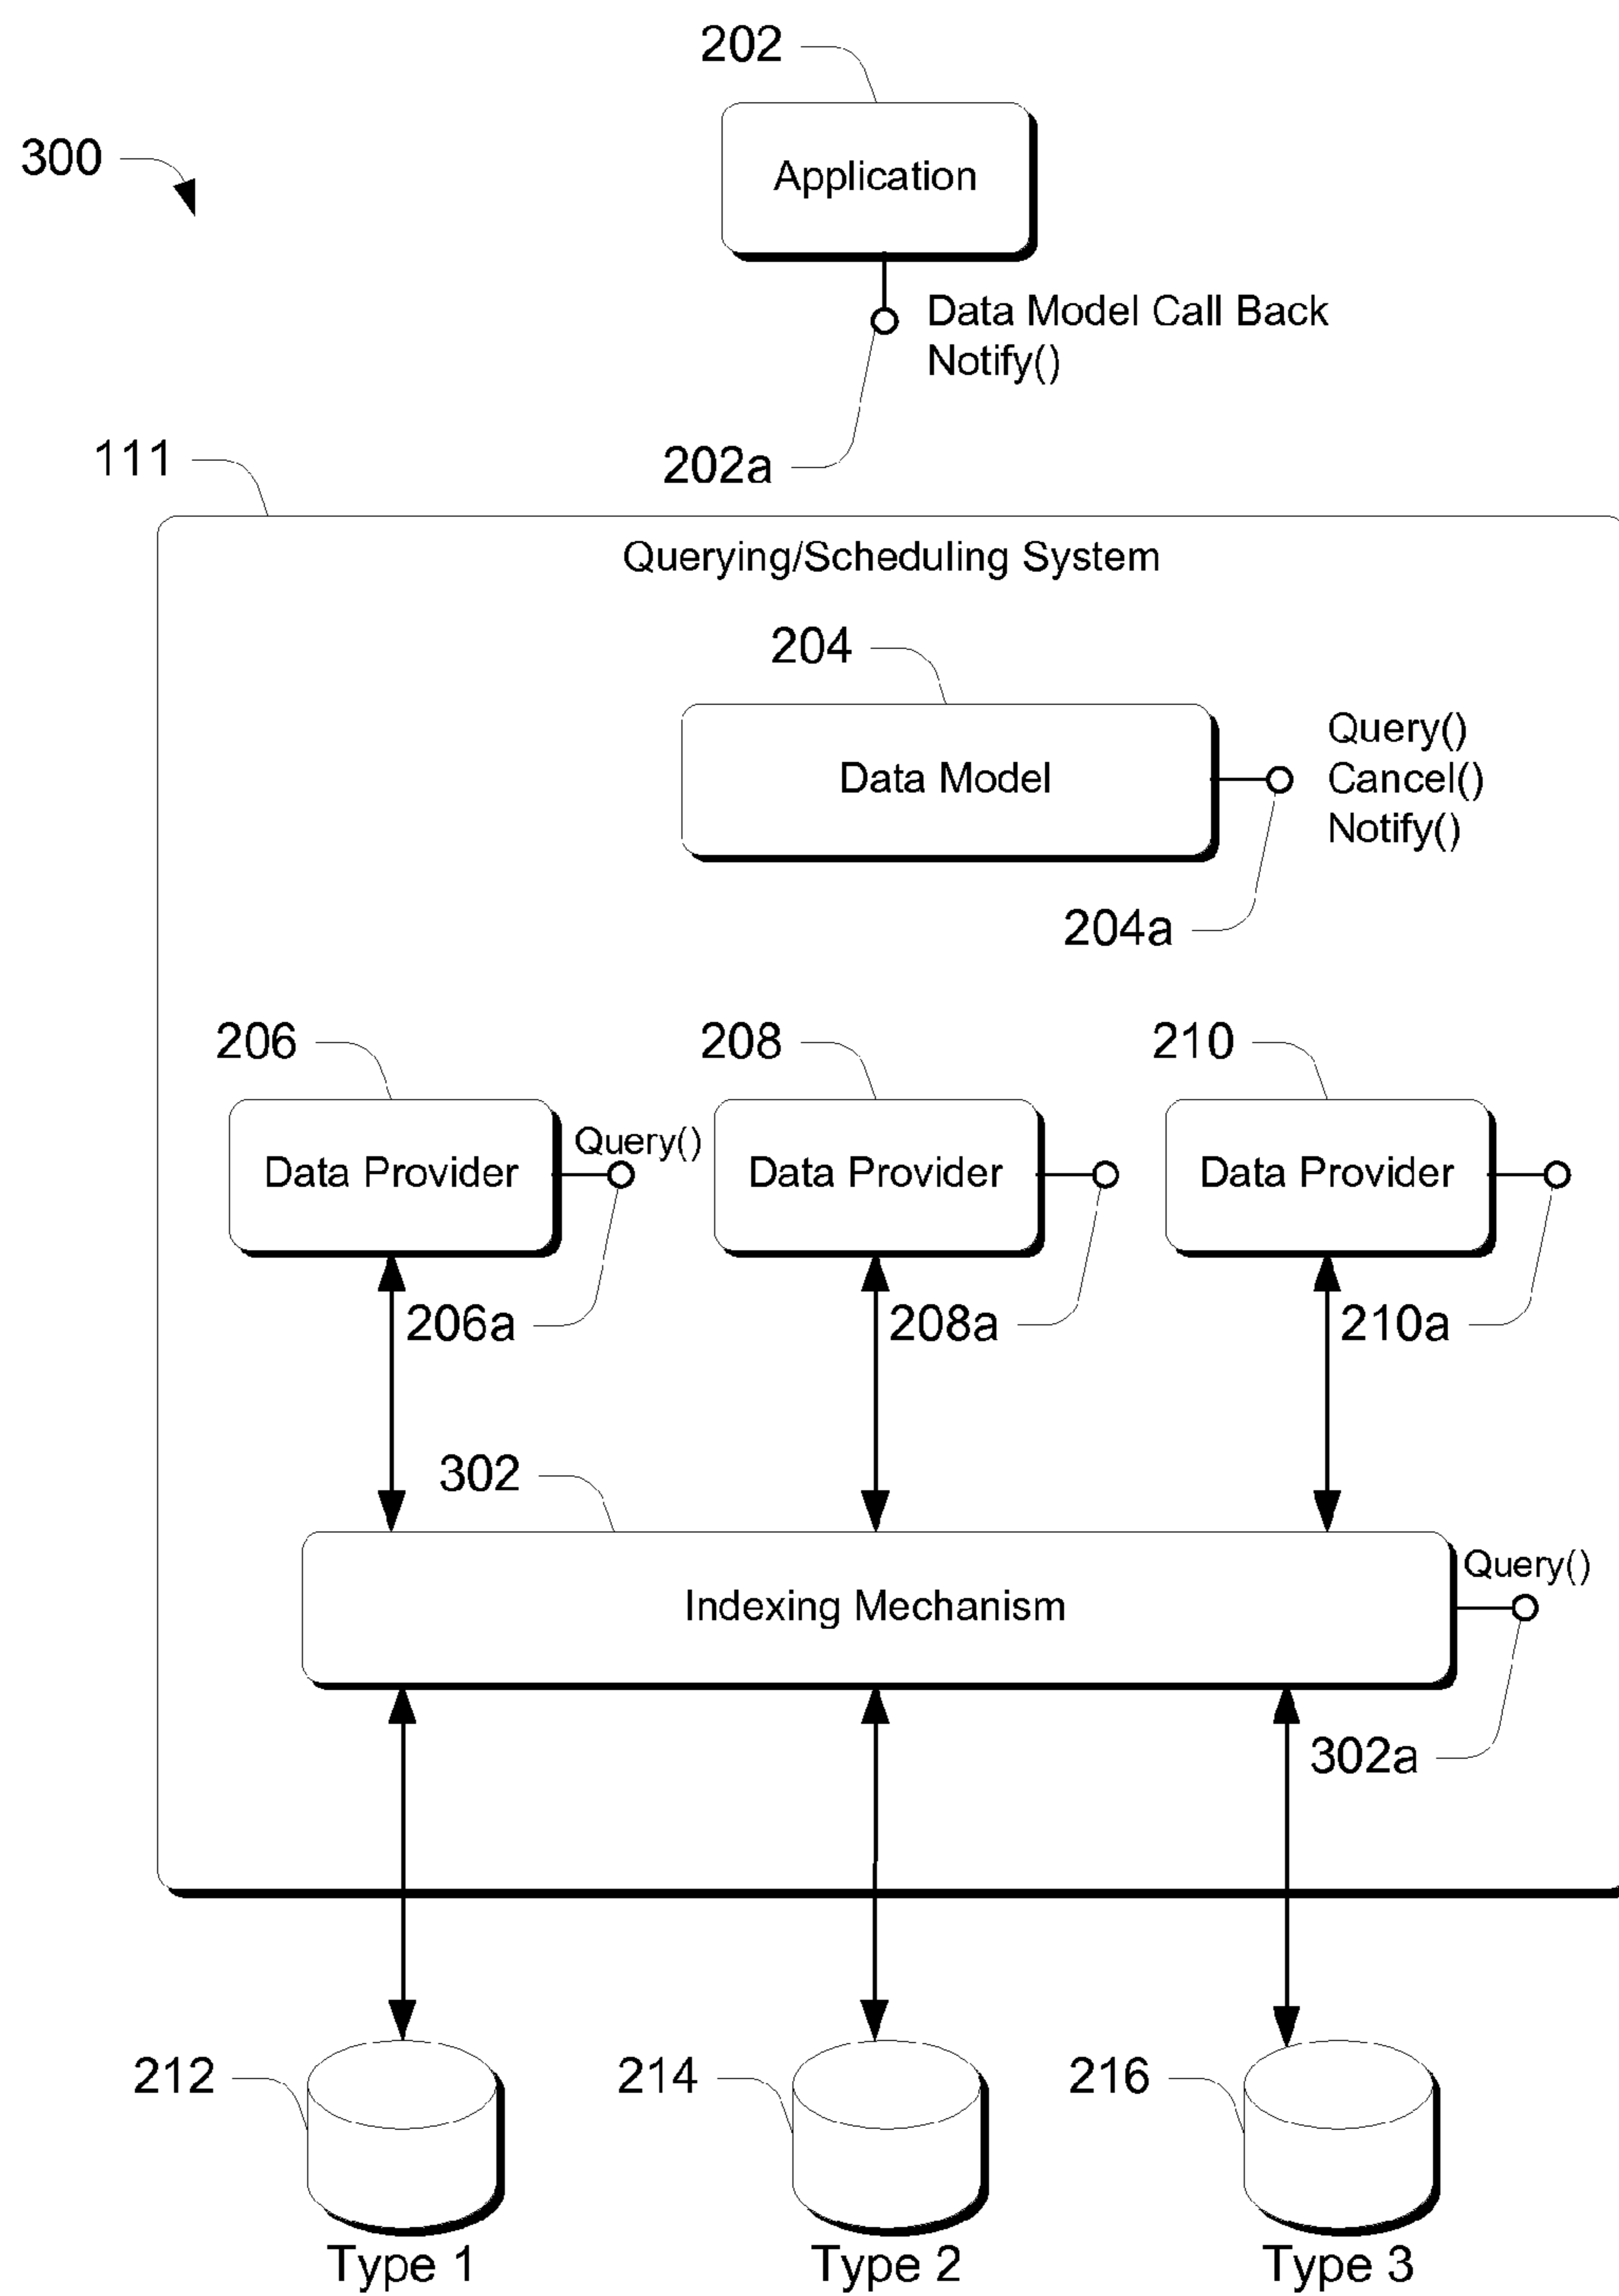 202
300
Application
Data Model Call Back
Notify()
202a
111
Querying/Scheduling System
204
Data Model
Query()
Cancel()
Notify()
204a
206
208
210
Data Provider
Query()
Data Provider
Data Provider
206a
208a
210a
302
Indexing Mechanism
Query()
302a
212
214
216
Type 1
Type 2
Type 3